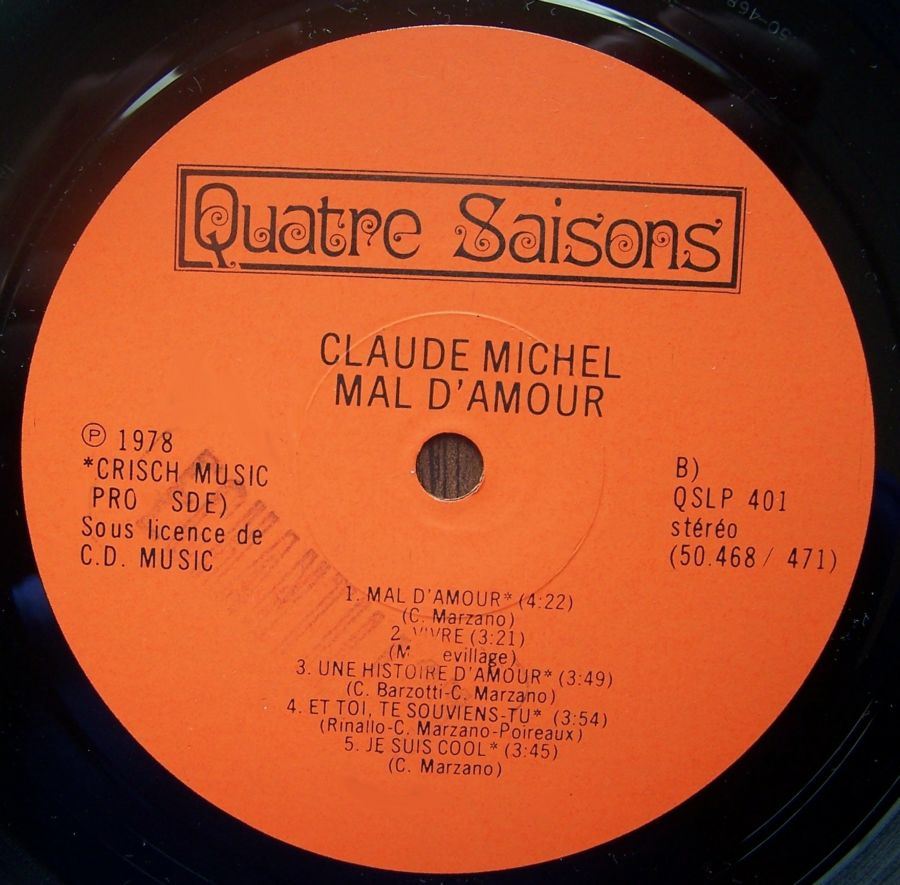 Quatre Saisons
CLAUDE MICHEL
MAL D'AMOUR
Ⓟ 1978
*CRISCH MUSIC
PRO SDE)
Sous licence de
C.D. MUSIC
B)
QSLP 401
stéréo
(50.468 / 471)
1. MAL D'AMOUR* (4:22)
(C. Marzano)
2. VIVRE (3:21)
(M evillage)
3. UNE HISTOIRE D'AMOUR* (3:49)
(C. Barzotti-C. Marzano)
4. ET TOI, TE SOUVIENS-TU* (3:54)
(Rinallo-C. Marzano-Poireaux)
5. JE SUIS COOL* (3:45)
(C. Marzano)